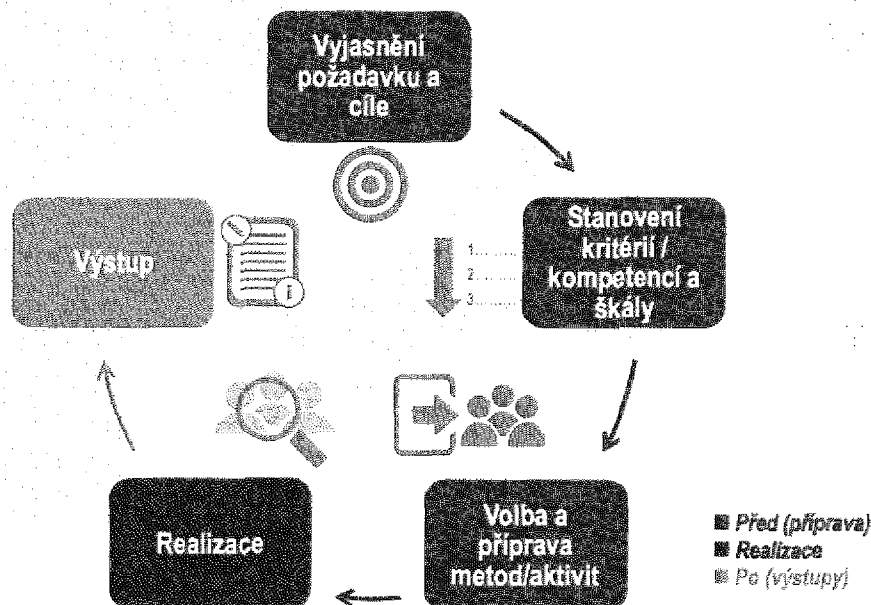 Vyjasnění
požadavku a
cíle
Stanovení
kritérií /
kompetencí a
škály
1.........
2.........
3.........
Výstup
i
Realizace
Volba a
příprava
metod/aktivit
Před (příprava)
Realizace
Po (výstupy)